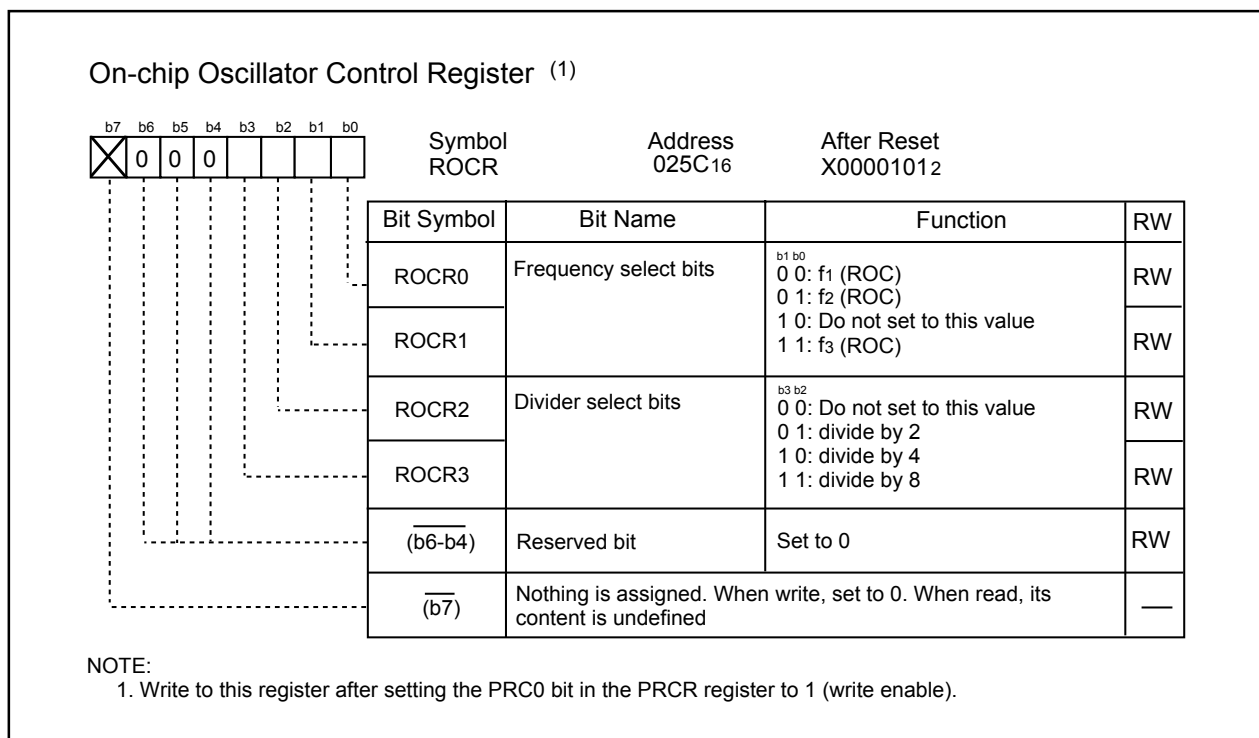 On-chip Oscillator Control Register (1)
b7 b6 b5 b4 b3 b2 b1 b0
0 0 0
Symbol Address After Reset
ROCR 025C16 X00001012
Bit Symbol Bit Name Function RW
ROCR0 Frequency select bits b1 b0 RW
0 0: f1 (ROC)
0 1: f2 (ROC)
1 0: Do not set to this value
ROCR1 1 1: f3 (ROC) RW
ROCR2 Divider select bits b3 b2 RW
0 0: Do not set to this value
0 1: divide by 2
1 0: divide by 4
ROCR3 1 1: divide by 8 RW
(b6-b4) Reserved bit Set to 0 RW
(b7) Nothing is assigned. When write, set to 0. When read, its
content is undefined —
NOTE:
1. Write to this register after setting the PRC0 bit in the PRCR register to 1 (write enable).